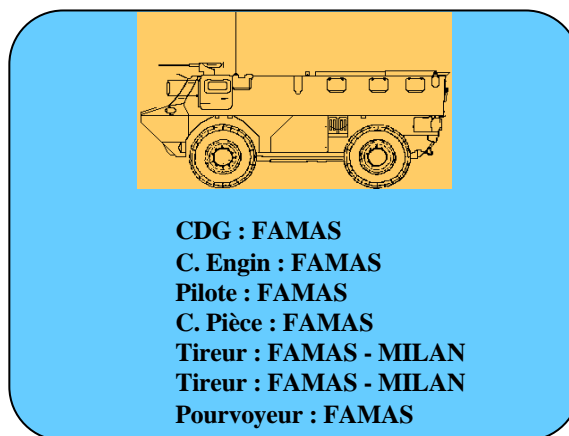 CDG : FAMAS
C. Engin : FAMAS
Pilote : FAMAS
C. Pièce : FAMAS
Tireur : FAMAS - MILAN
Tireur : FAMAS - MILAN
Pourvoyeur : FAMAS